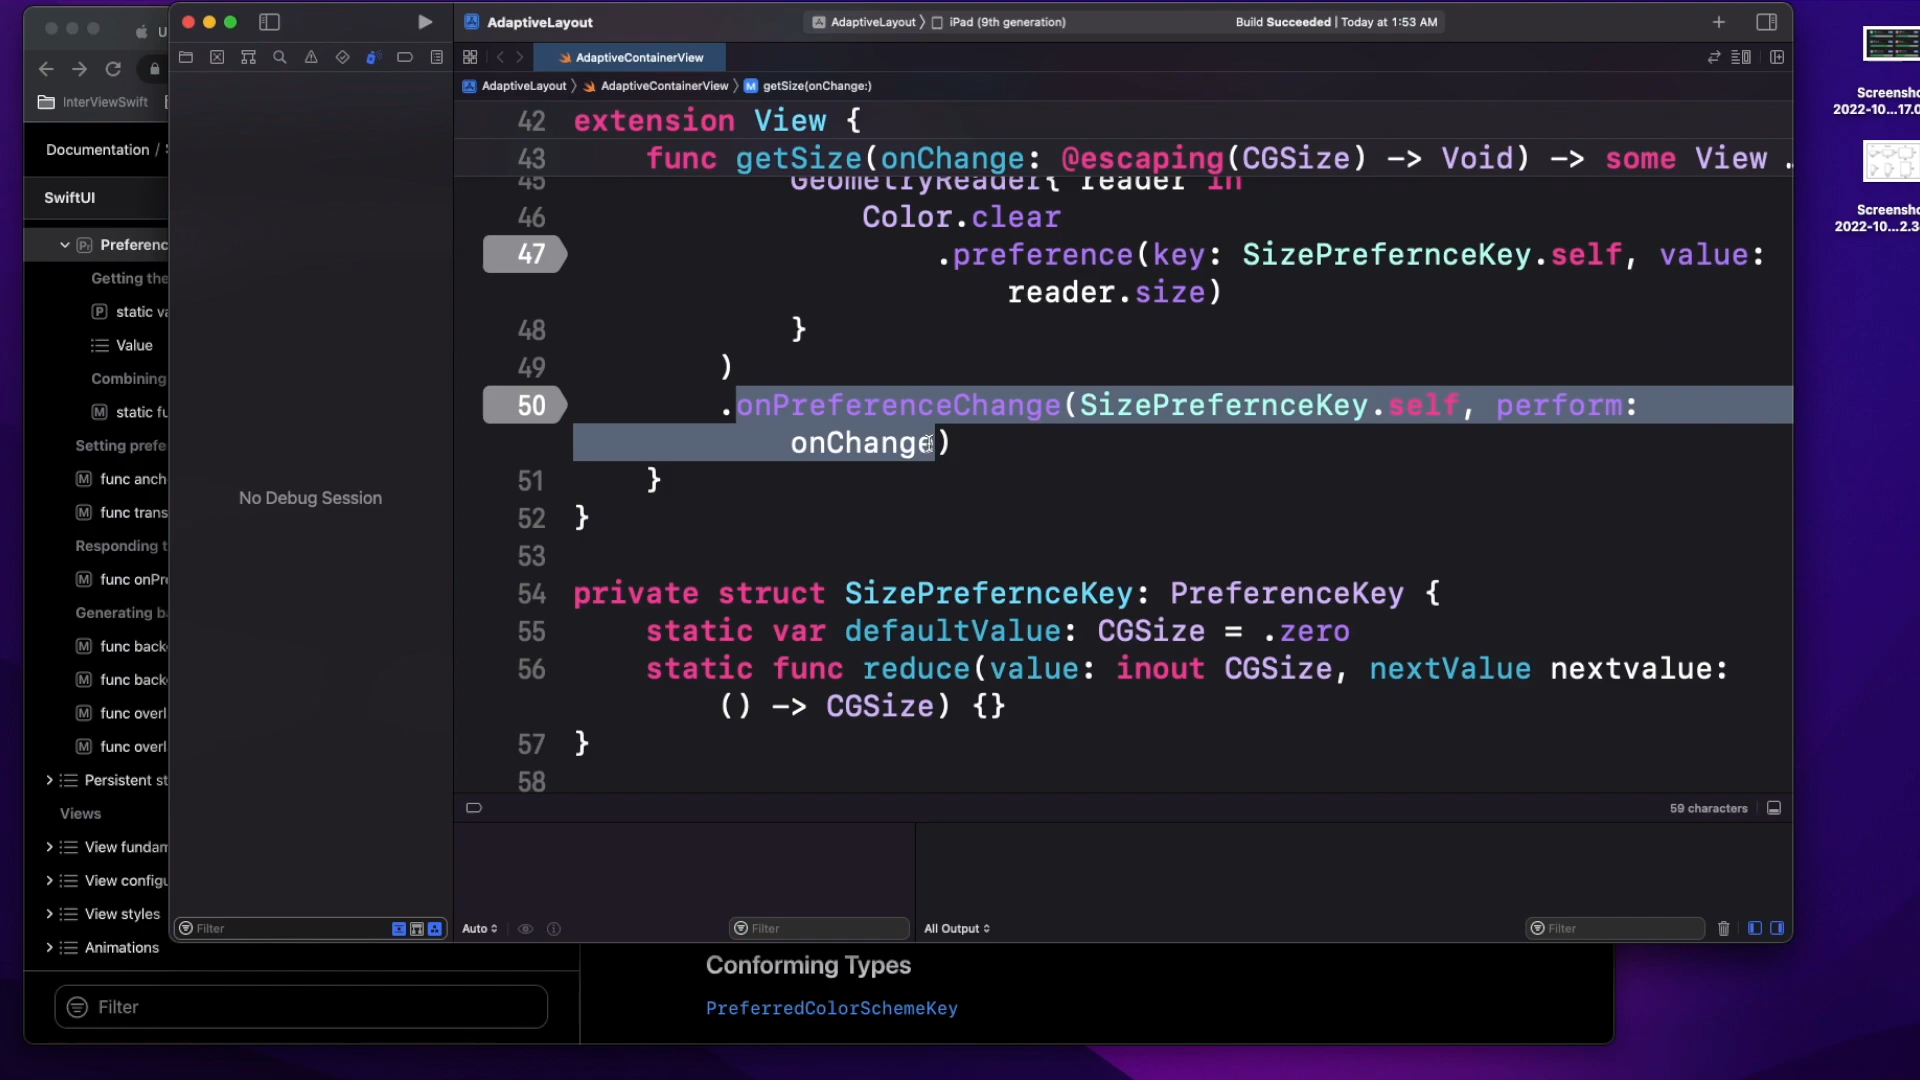 AdaptiveLayout
AdaptiveLayout
iPad (9th generation)
Build Succeeded | Today at 1:53 AM
AdaptiveContainerView
AdaptiveLayout
AdaptiveContainerView
getSize(onChange:)
InterViewSwift
Documentation /
SwiftUI
Preferenc
Getting the
static va
Value
Combining
static fu
Setting prefe
func anch
func trans
Responding t
func onPr
Generating ba
func back
func back
func overl
func overl
Persistent st
Views
View fundam
View configu
View styles
Animations
Filter
No Debug Session
Filter
42 extension View {
43 func getSize(onChange: @escaping(CGSize) -> Void) -> some View .
45 GeometryReader{ reader in
46 Color.clear
47 .preference(key: SizePrefernceKey.self, value:
reader.size)
48 }
49 )
50 .onPreferenceChange(SizePrefernceKey.self, perform:
onChange)
51 }
52 }
53
54 private struct SizePrefernceKey: PreferenceKey {
55 static var defaultValue: CGSize = .zero
56 static func reduce(value: inout CGSize, nextValue nextvalue:
() -> CGSize) {}
57 }
58
59 characters
Auto
Filter
All Output
Filter
Conforming Types
PreferredColorSchemeKey
Screensho
2022-10...17.0
Screensho
2022-10...2.3